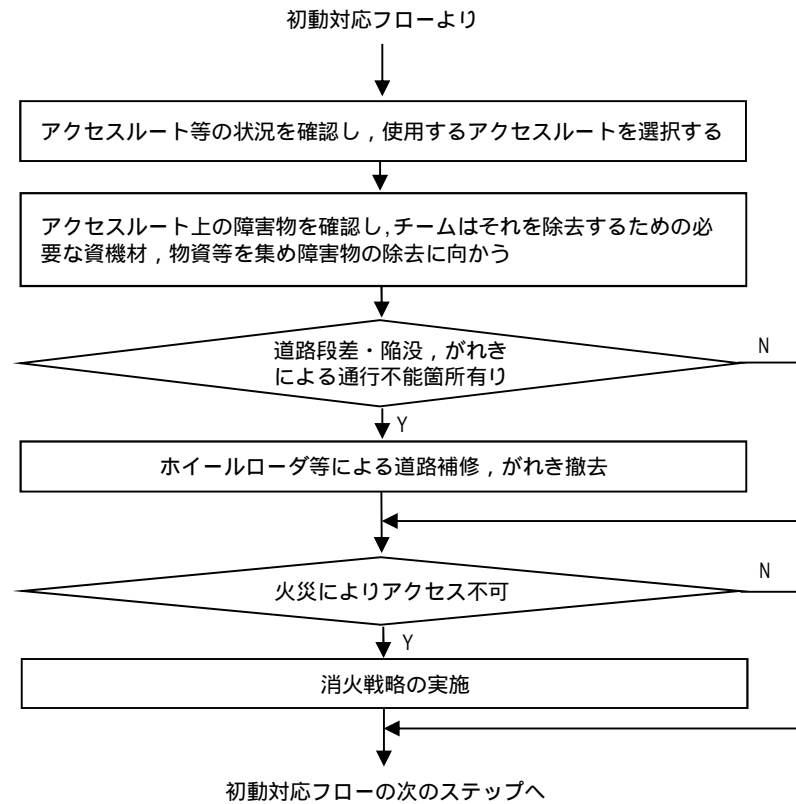 初動対応フローより
アクセスルート等の状況を確認し，使用するアクセスルートを選択する
アクセスルート上の障害物を確認し，チームはそれを除去するための必
要な資機材，物資等を集め障害物の除去に向かう
道路段差・陥没，がれき
による通行不能箇所有り
N
Y
ホイールローダ等による道路補修，がれき撤去
火災によりアクセス不可
N
Y
消火戦略の実施
初動対応フローの次のステップへ